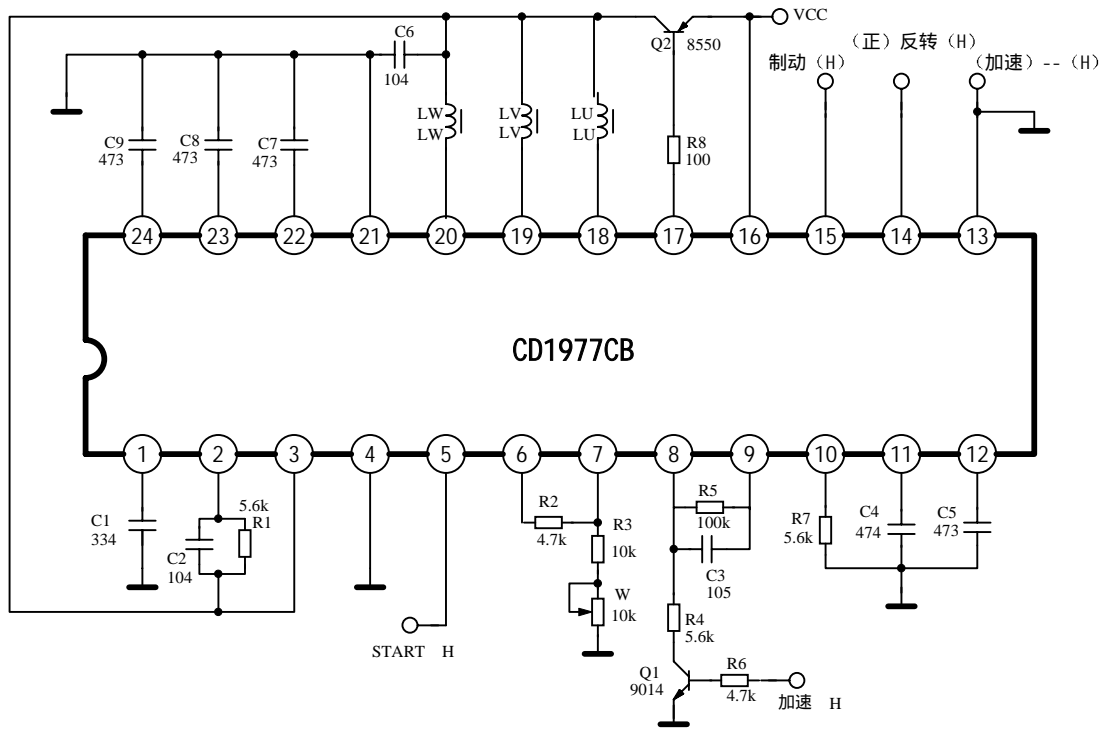 VCC
C6
104
Q2 8550
制动（H）
（正）反转（H）
（加速）--（H）
C9
473
C8
473
C7
473
LW
LW
LV
LV
LU
LU
R8
100
24 23 22 21 20 19 18 17 16 15 14 13
CD1977CB
1 2 3 4 5 6 7 8 9 10 11 12
C1
334
5.6k
R1
C2
104
START H
R2
4.7k
R3
10k
W
10k
R5
100k
C3
105
R4
5.6k
Q1
9014
R6
4.7k
加速 H
R7
5.6k
C4
474
C5
473